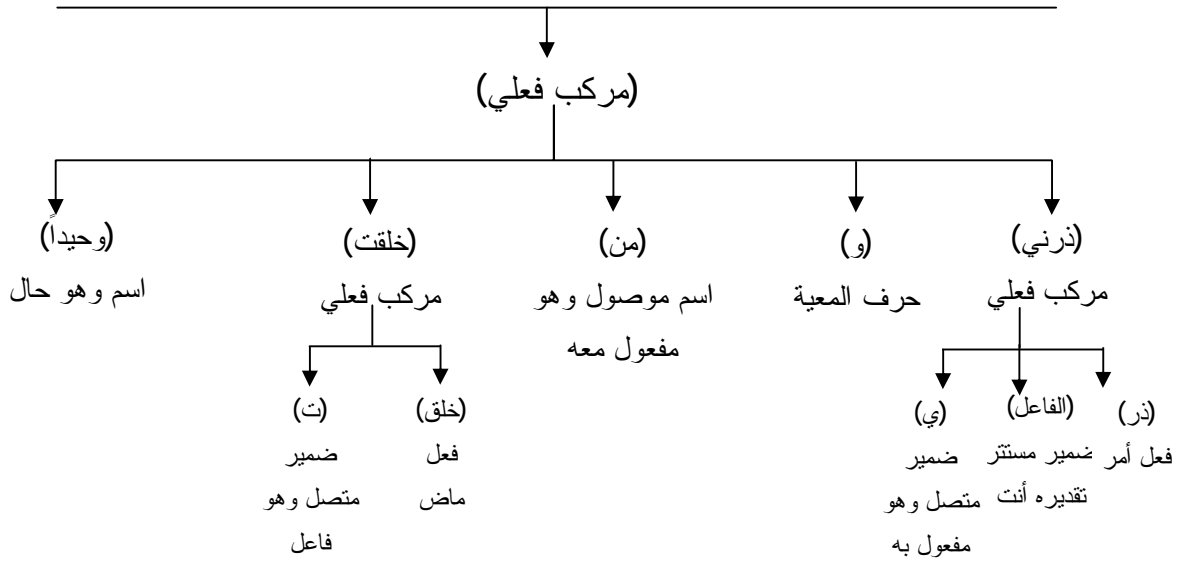 (مركب فعلي)
(ذرني)
مركب فعلي
(و)
حرف المعية
(من)
اسم موصول وهو
مفعول معه
(خلقت)
مركب فعلي
(وحيداً)
اسم وهو حال
(ذر)
فعل أمر
(الفاعل)
ضمير مستتر
تقديره أنت
(ي)
ضمير
متصل وهو
مفعول به
(خلق)
فعل
ماض
(ت)
ضمير
متصل وهو
فاعل